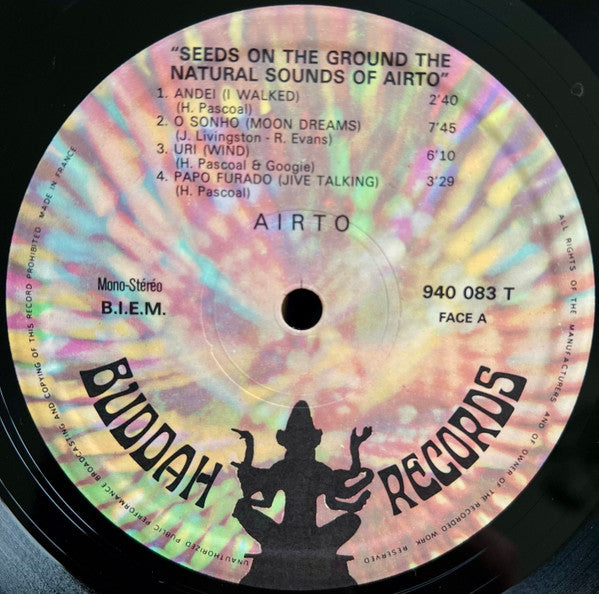 "SEEDS ON THE GROUND THE
NATURAL SOUNDS OF AIRTO"
1. ANDEI (I WALKED) 2'40
(H. Pascoal)
2. O SONHO (MOON DREAMS) 7'45
(J. Livingston - R. Evans)
3. URI (WIND) 6'10
(H. Pascoal & Googie)
4. PAPO FURADO (JIVE TALKING) 3'29
(H. Pascoal)
AIRTO
Mono-Stéréo
B.I.E.M.
940 083 T
FACE A
BUDDAH RECORDS
ALL RIGHTS OF THE MANUFACTURERS AND OF OWNER OF THE RECORDED WORK RESERVED
UNAUTHORIZED PUBLIC PERFORMANCE BROADCASTING AND COPYING OF THIS RECORD PROHIBITED. MADE IN FRANCE